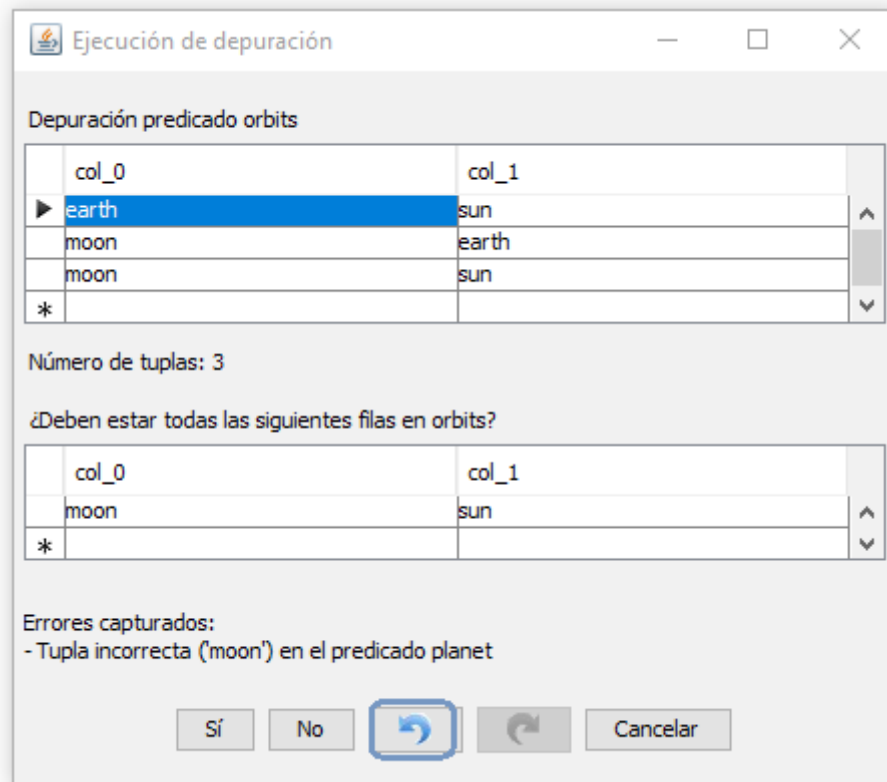 Ejecución de depuración
Depuración predicado orbits
col_0 col_1
earth sun
moon earth
moon sun
*
Número de tuplas: 3
¿Deben estar todas las siguientes filas en orbits?
col_0 col_1
moon sun
*
Errores capturados:
- Tupla incorrecta ('moon') en el predicado planet
Sí No Cancelar